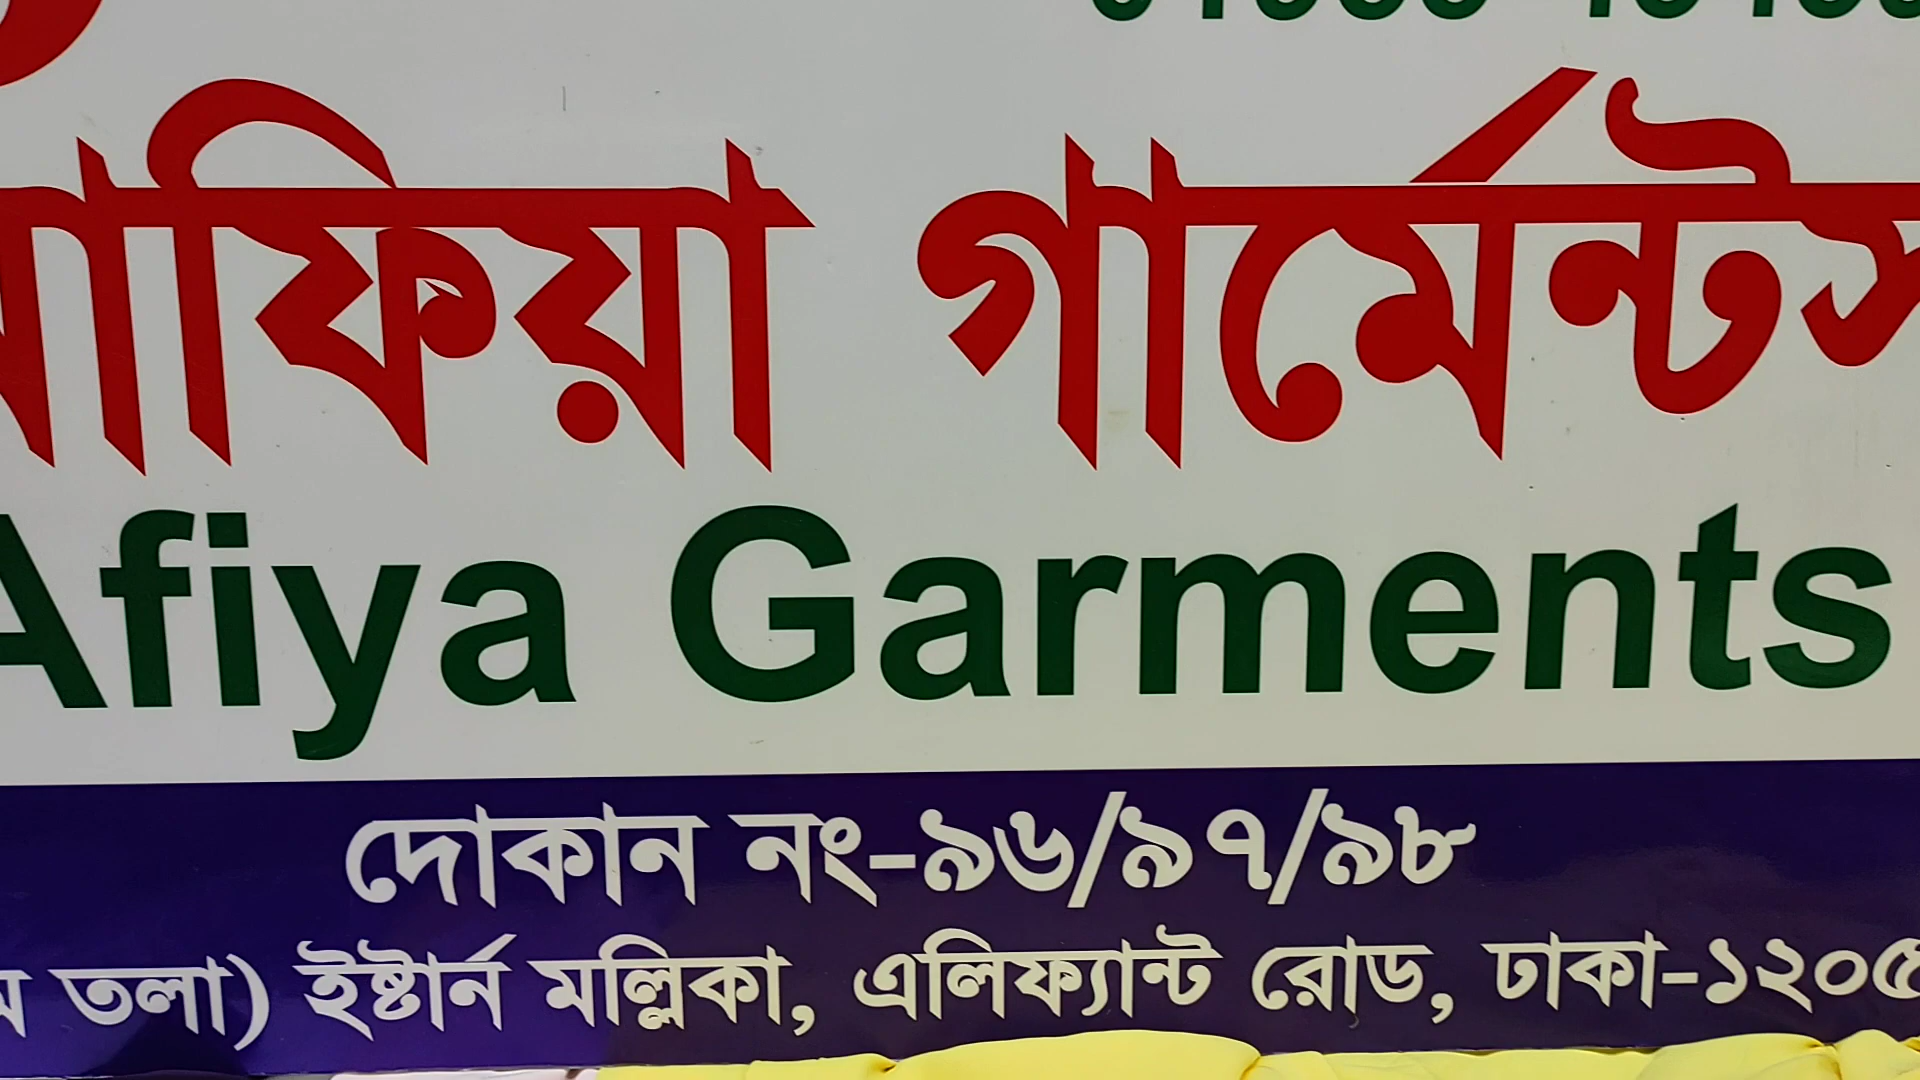 আফিয়া গার্মেন্টস
Afiya Garments
দোকান নং-৯৬/৯৭/৯৮
তলা) ইষ্টার্ন মল্লিকা, এলিফ্যান্ট রোড, ঢাকা-১২০৫